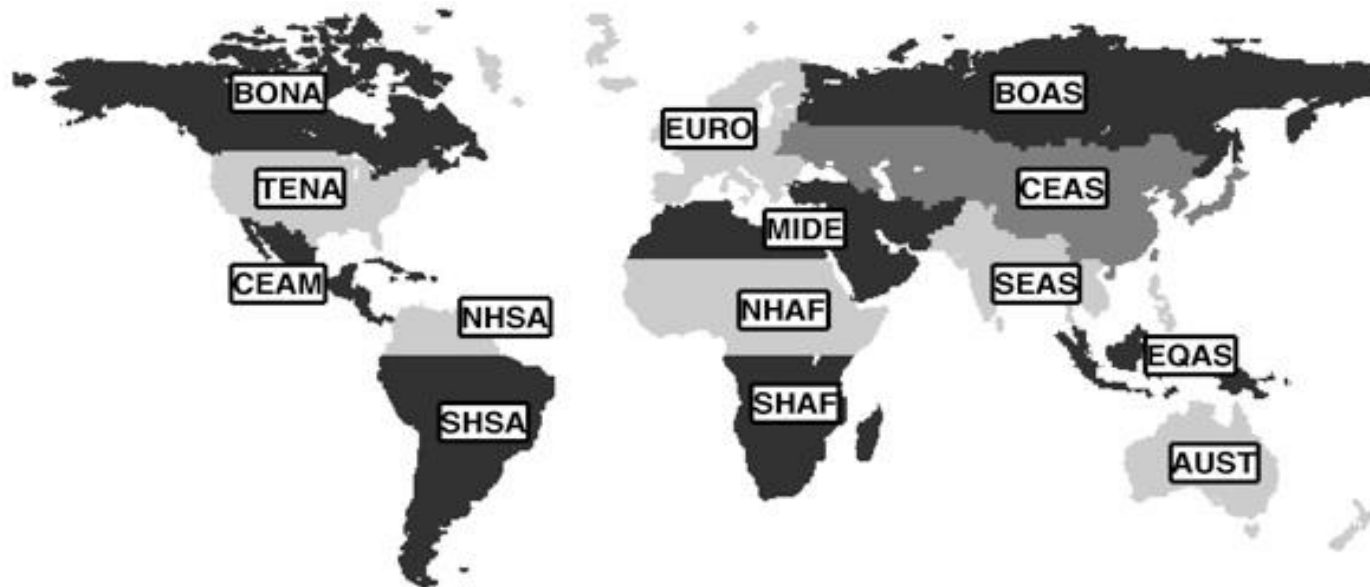 BONA
BOAS
EURO
TENA
CEAS
MIDE
CEAM
SEAS
NHSA
NHAF
EQAS
SHAF
SHSA
AUST